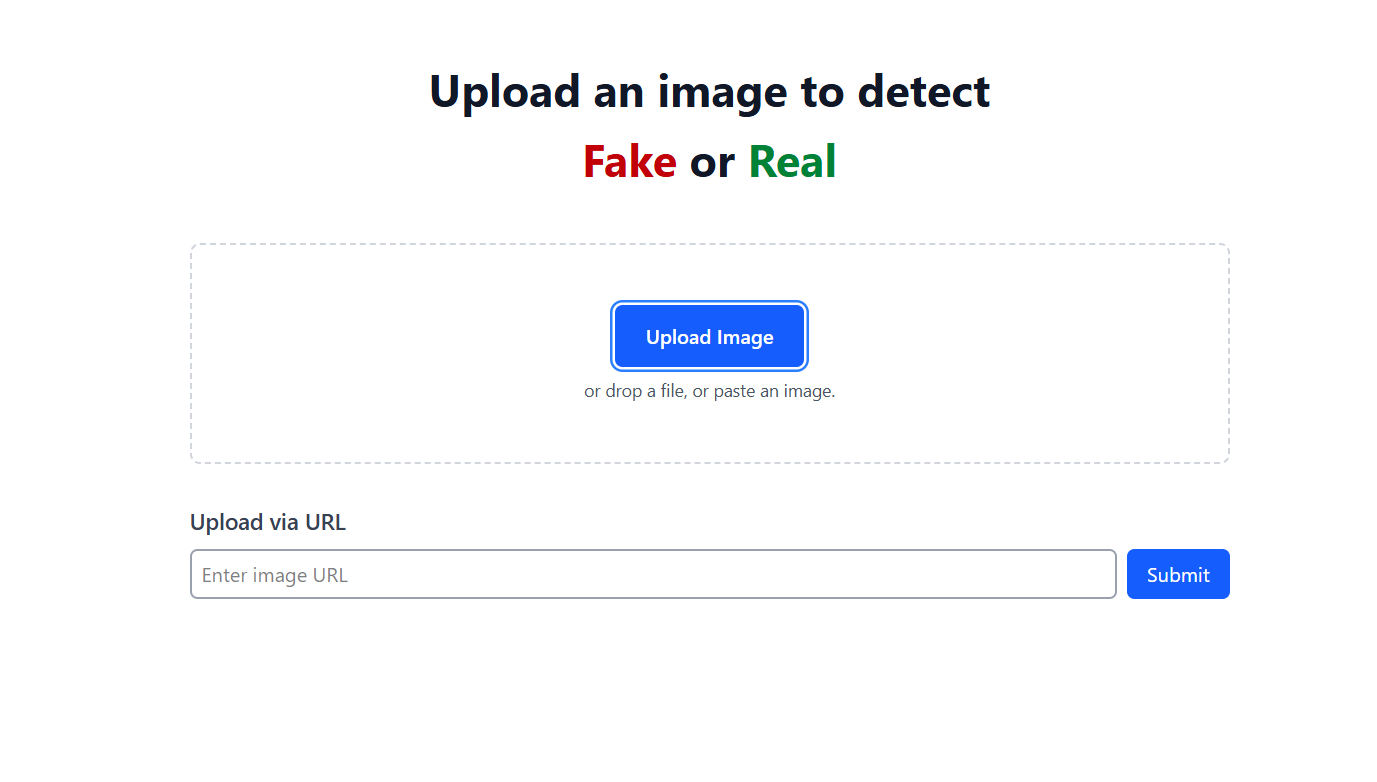 Upload an image to detect
Fake or Real
Upload Image
or drop a file, or paste an image.
Upload via URL
Enter image URL
Submit